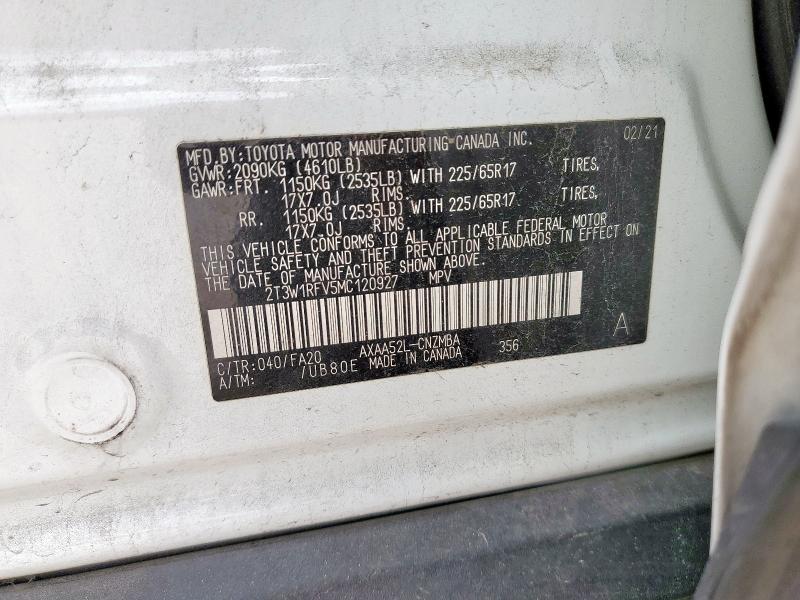 MFD.BY:TOYOTA MOTOR MANUFACTURING CANADA INC. 02/21
GVWR:2090KG (4610LB)
GAWR:FRT. 1150KG (2535LB) WITH 225/65R17 TIRES,
17X7.0J RIMS.
RR. 1150KG (2535LB) WITH 225/65R17 TIRES,
17X7.0J RIMS.
THIS VEHICLE CONFORMS TO ALL APPLICABLE FEDERAL MOTOR
VEHICLE SAFETY AND THEFT PREVENTION STANDARDS IN EFFECT ON
THE DATE OF MANUFACTURE SHOWN ABOVE.
2T3W1RFV5MC120927 MPV
C/TR:040/FA20 AXAA52L-CNZMBA 356 A
A/TM: /UB80E MADE IN CANADA